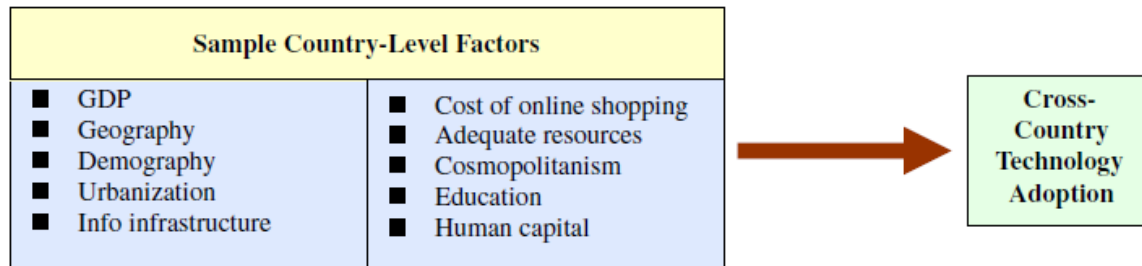 Sample Country-Level Factors
GDP
Geography
Demography
Urbanization
Info infrastructure
Cost of online shopping
Adequate resources
Cosmopolitanism
Education
Human capital
Cross-
Country
Technology
Adoption